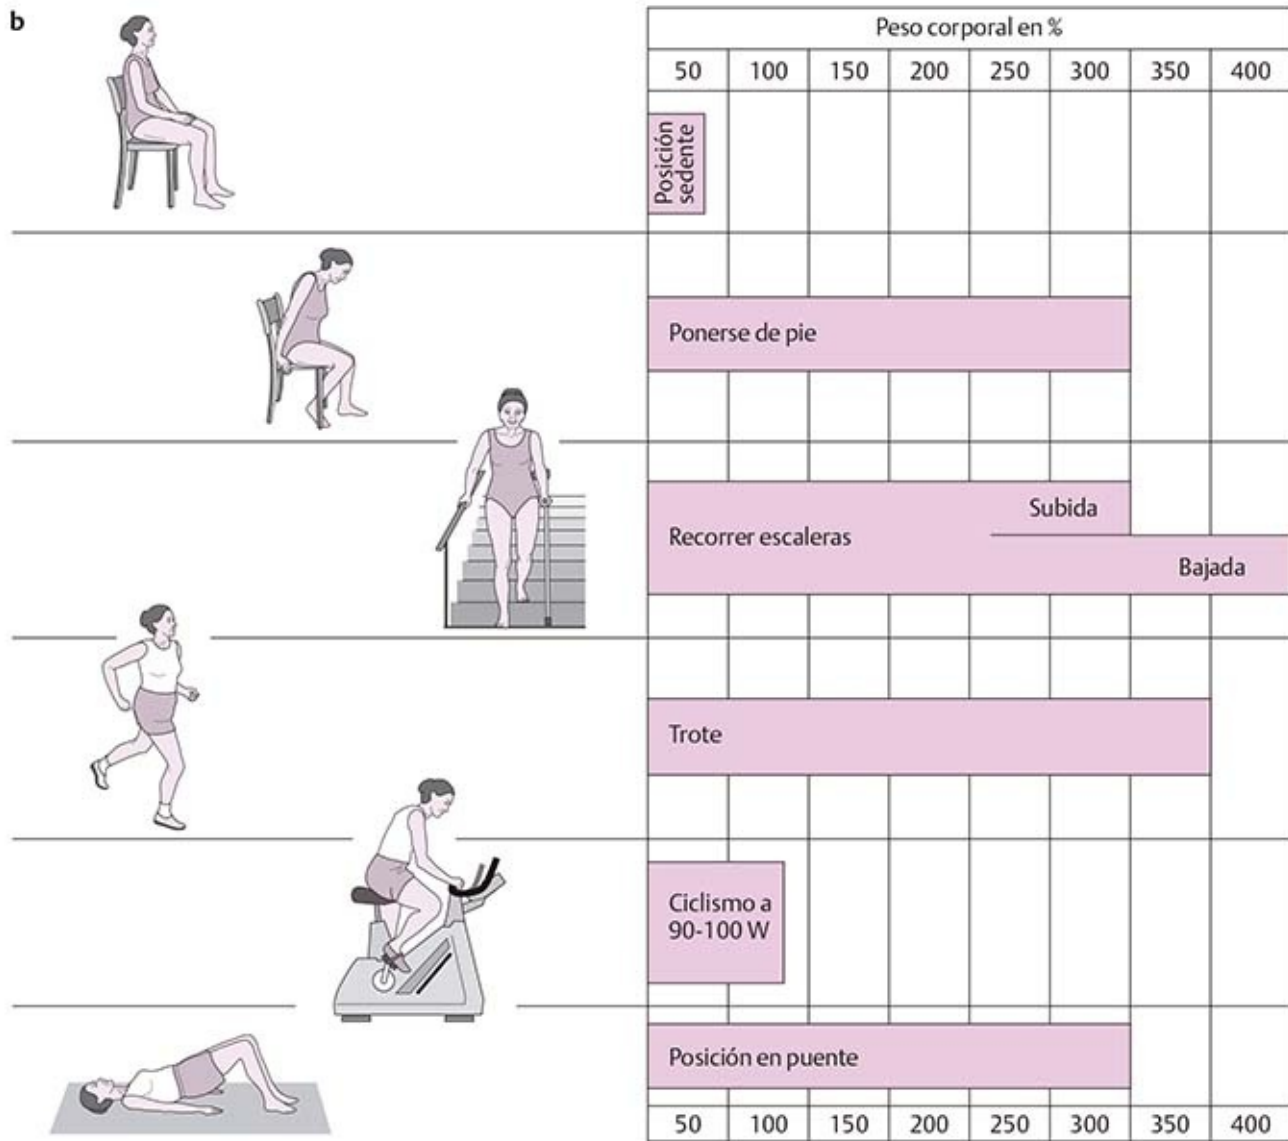 b
Peso corporal en %
50 100 150 200 250 300 350 400
Posición
sedente
Ponerse de pie
Subida
Recorrer escaleras
Bajada
Trote
Ciclismo a
90-100 W
Posición en puente
50 100 150 200 250 300 350 400